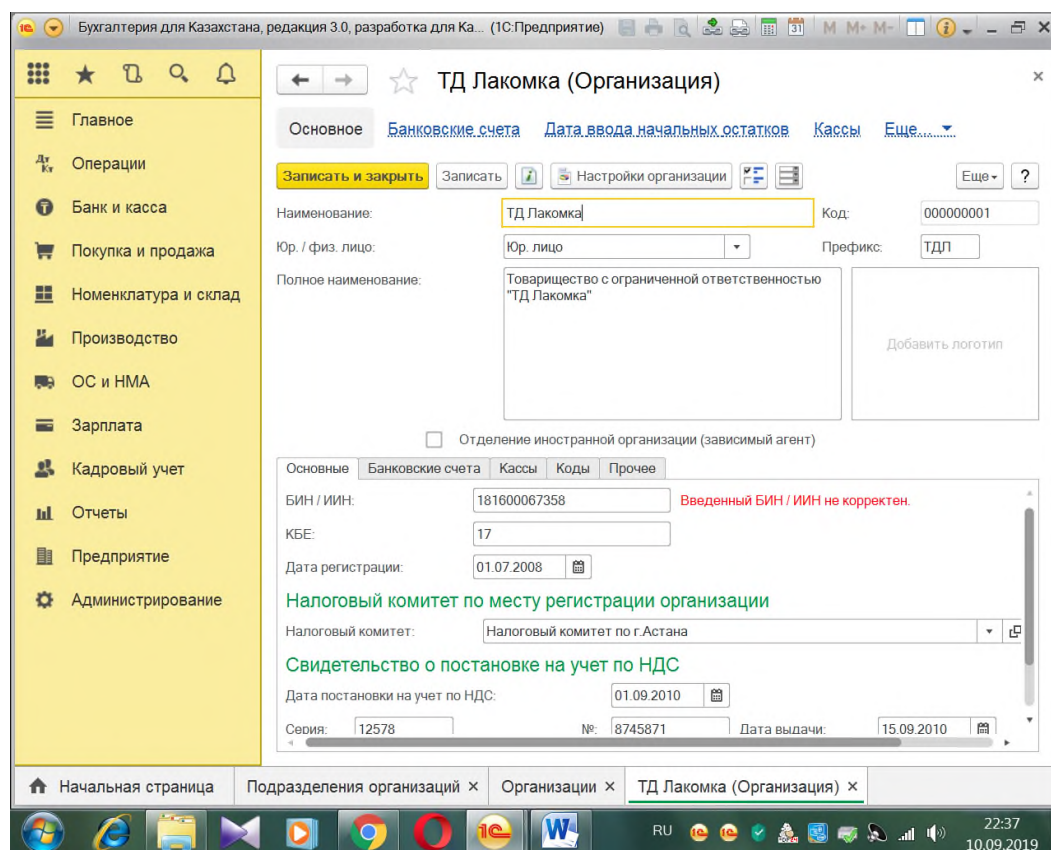 Бухгалтерия для Казахстана, редакция 3.0, разработка для Ка... (1С:Предприятие) 31 M M+ M-
ТД Лакомка (Организация)
Главное
Операции
Банк и касса
Покупка и продажа
Номенклатура и склад
Производство
ОС и НМА
Зарплата
Кадровый учет
Отчеты
Предприятие
Администрирование
Основное Банковские счета Дата ввода начальных остатков Кассы Еще...
Записать и закрыть Записать Настройки организации Еще ?
Наименование: ТД Лакомка Код: 000000001
Юр. / физ. лицо: Юр. лицо Префикс: ТДЛ
Полное наименование: Товарищество с ограниченной ответственностью
"ТД Лакомка"
Добавить логотип
Отделение иностранной организации (зависимый агент)
Основные Банковские счета Кассы Коды Прочее
БИН / ИИН: 181600067358 Введенный БИН / ИИН не корректен.
КБЕ: 17
Дата регистрации: 01.07.2008
Налоговый комитет по месту регистрации организации
Налоговый комитет: Налоговый комитет по г.Астана
Свидетельство о постановке на учет по НДС
Дата постановки на учет по НДС: 01.09.2010
Серия: 12578 №: 8745871 Дата выдачи: 15.09.2010
Начальная страница Подразделения организаций × Организации × ТД Лакомка (Организация) ×
RU 22:37
10.09.2019